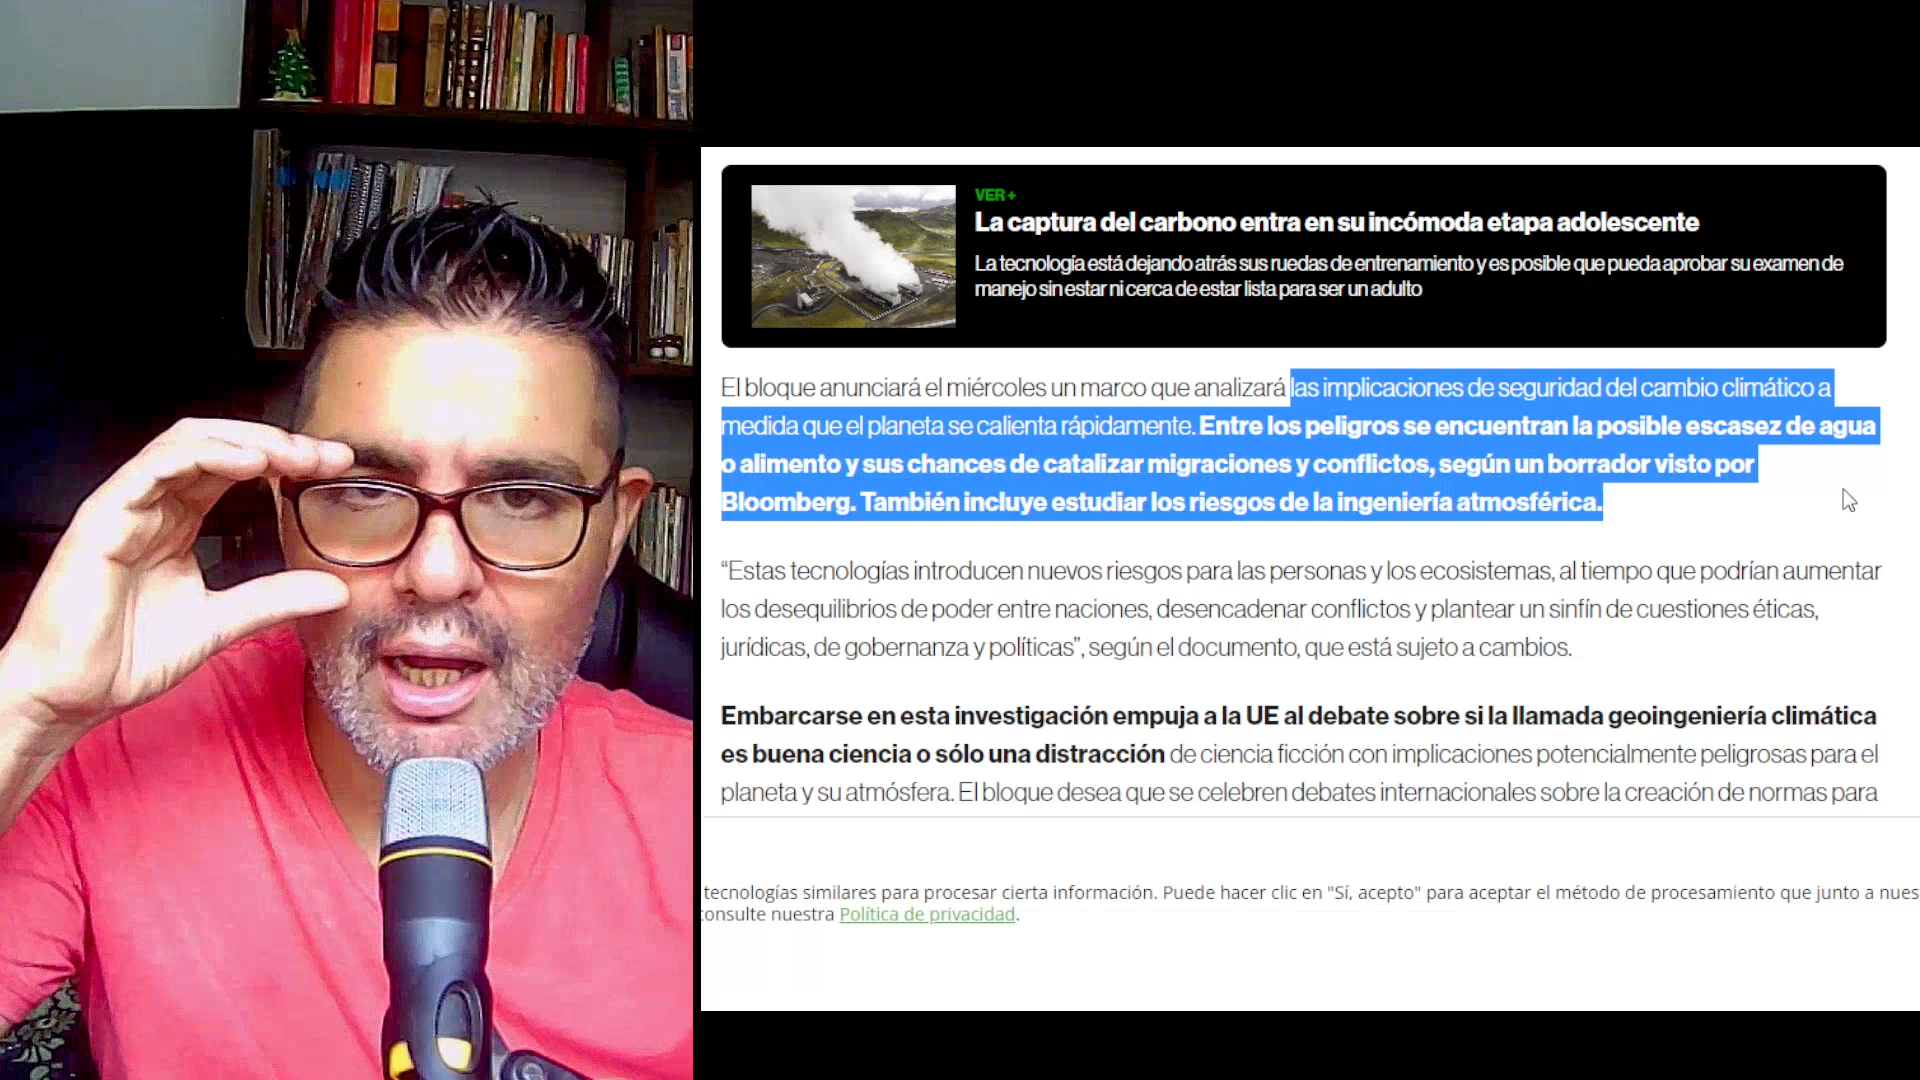 VER+
La captura del carbono entra en su incómoda etapa adolescente
La tecnología está dejando atrás sus ruedas de entrenamiento y es posible que pueda aprobar su examen de
manejo sin estar ni cerca de estar lista para ser un adulto
El bloque anunciará el miércoles un marco que analizará las implicaciones de seguridad del cambio climático a
medida que el planeta se calienta rápidamente. Entre los peligros se encuentran la posible escasez de agua
o alimento y sus chances de catalizar migraciones y conflictos, según un borrador visto por
Bloomberg. También incluye estudiar los riesgos de la ingeniería atmosférica.
“Estas tecnologías introducen nuevos riesgos para las personas y los ecosistemas, al tiempo que podrían aumentar
los desequilibrios de poder entre naciones, desencadenar conflictos y plantear un sinfín de cuestiones éticas,
jurídicas, de gobernanza y políticas”, según el documento, que está sujeto a cambios.
Embarcarse en esta investigación empuja a la UE al debate sobre si la llamada geoingeniería climática
es buena ciencia o sólo una distracción de ciencia ficción con implicaciones potencialmente peligrosas para el
planeta y su atmósfera. El bloque desea que se celebren debates internacionales sobre la creación de normas para
tecnologías similares para procesar cierta información. Puede hacer clic en "Sí, acepto" para aceptar el método de procesamiento que junto a nues
consulte nuestra Política de privacidad.